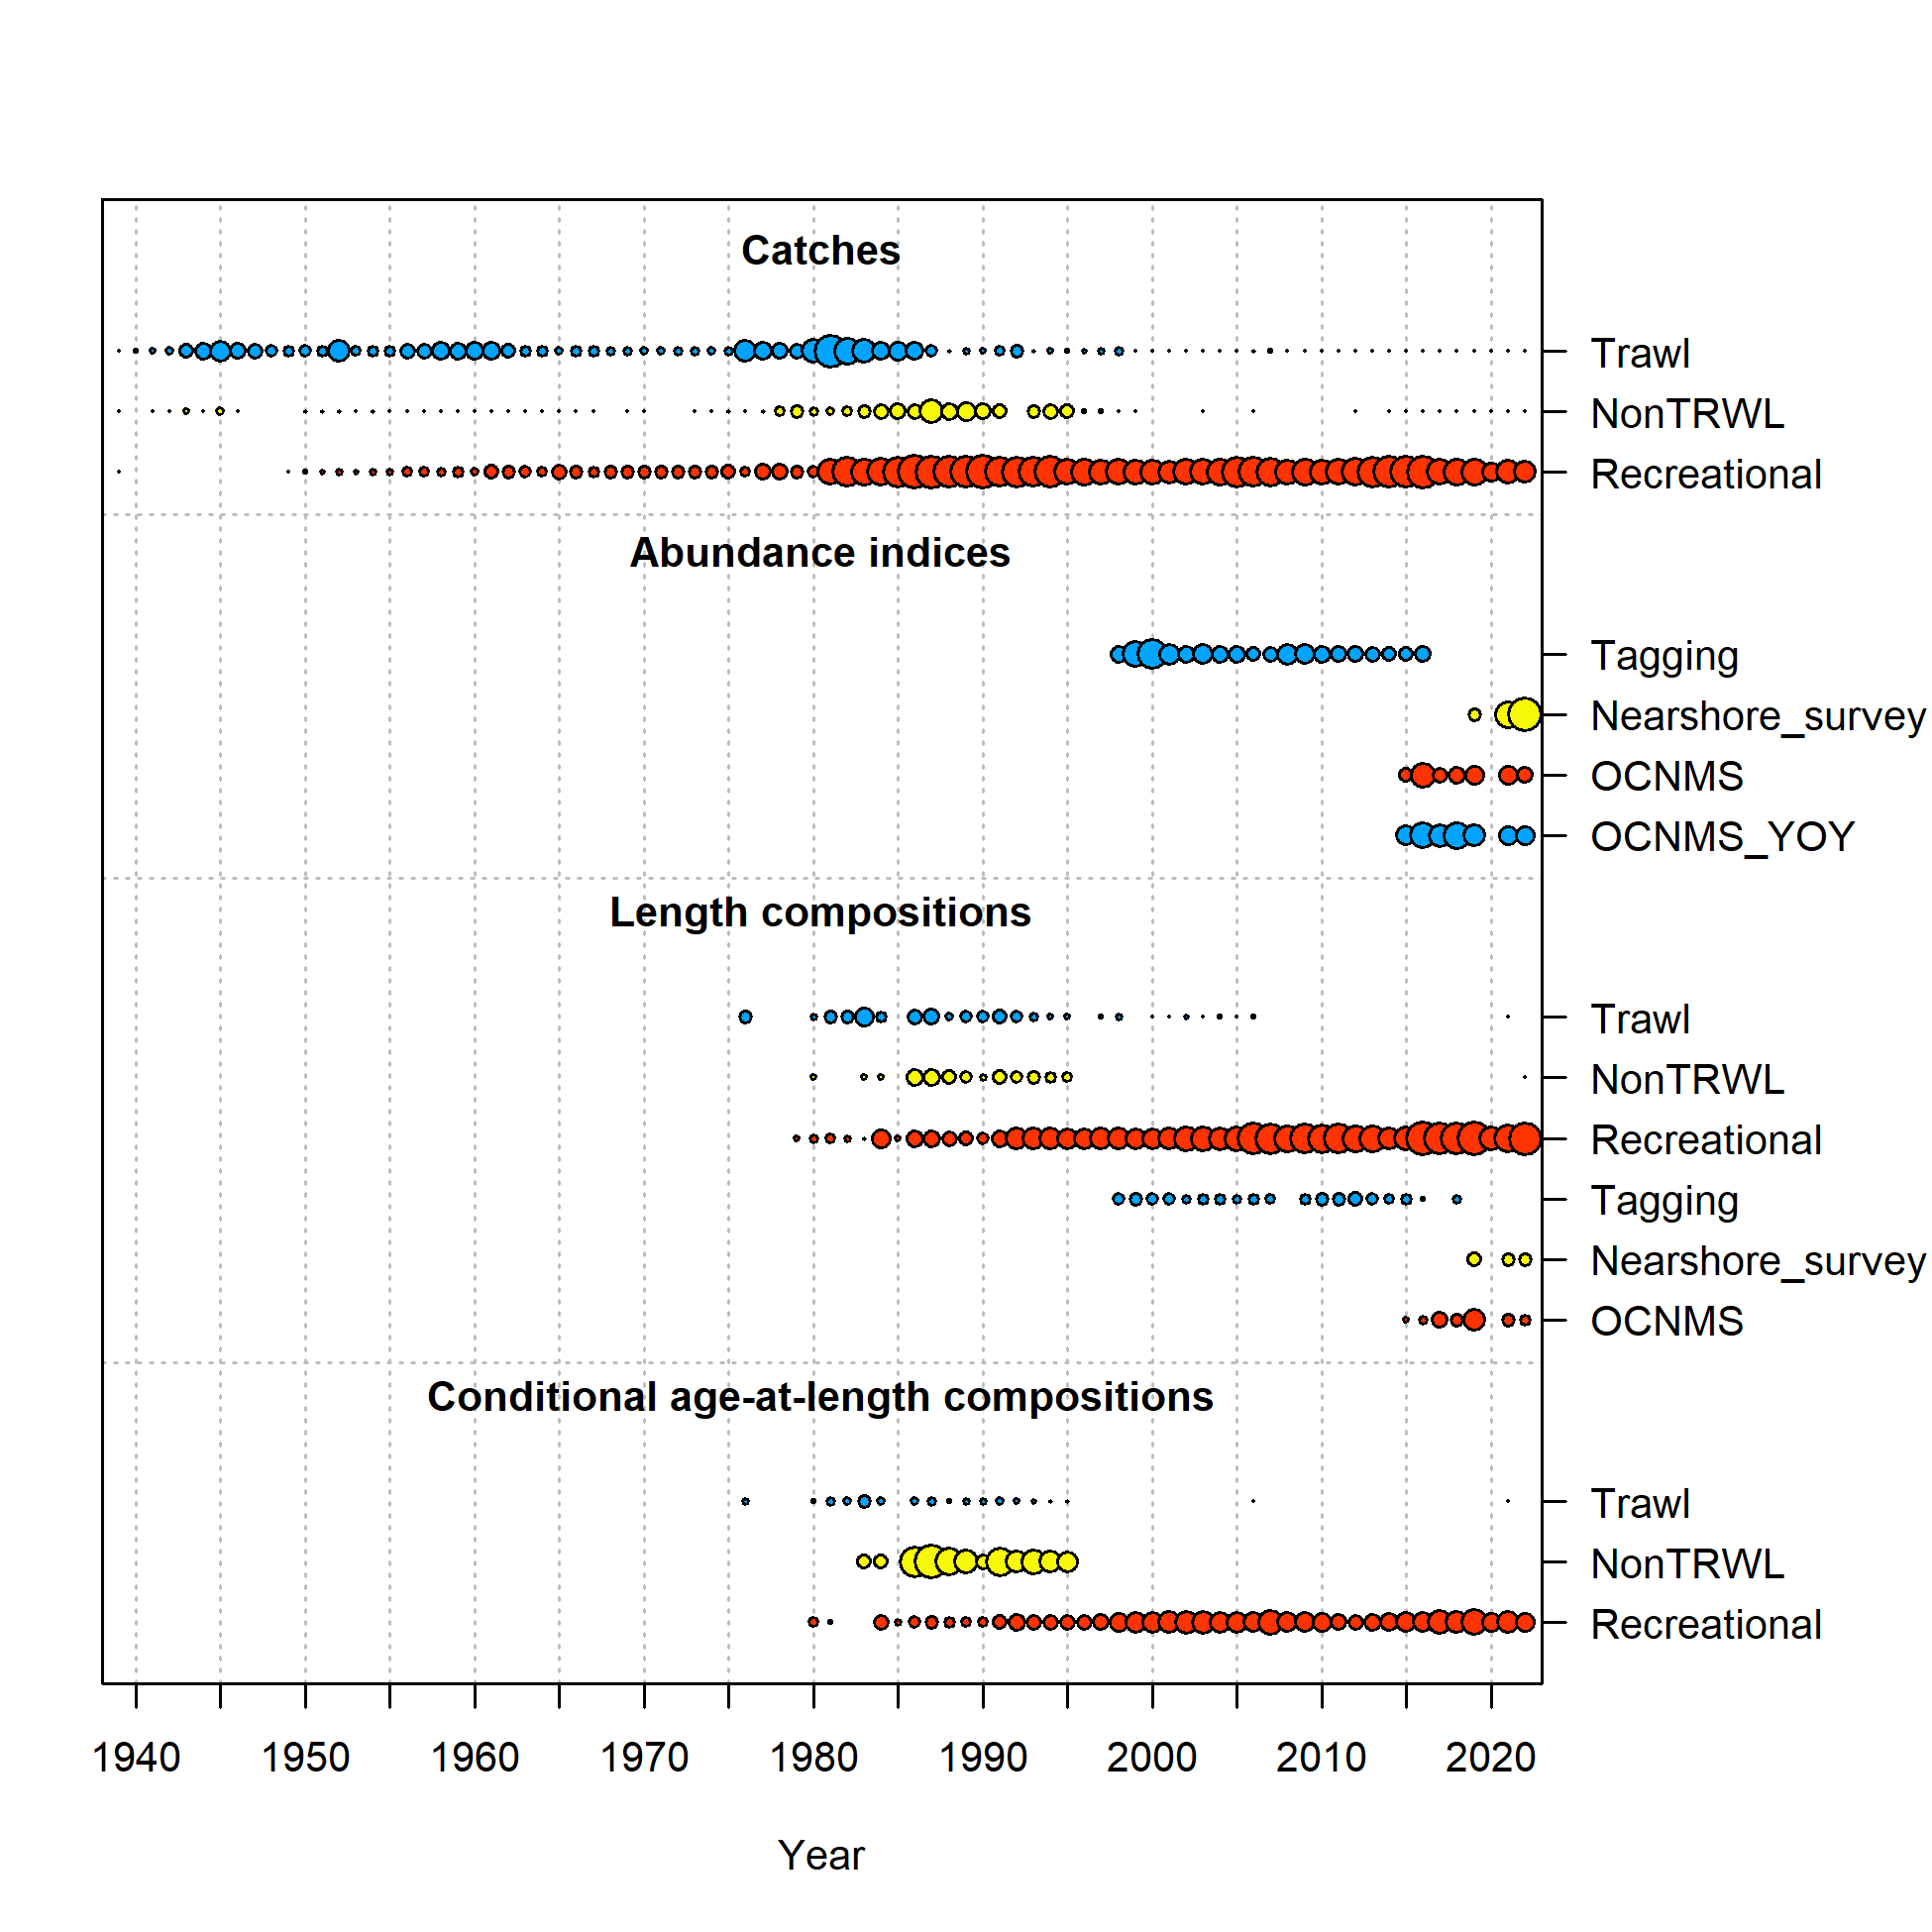 Catches
Trawl
NonTRWL
Recreational
Abundance indices
Tagging
Nearshore_survey
OCNMS
OCNMS_YOY
Length compositions
Trawl
NonTRWL
Recreational
Tagging
Nearshore_survey
OCNMS
Conditional age-at-length compositions
Trawl
NonTRWL
Recreational
1940 1950 1960 1970 1980 1990 2000 2010 2020
Year